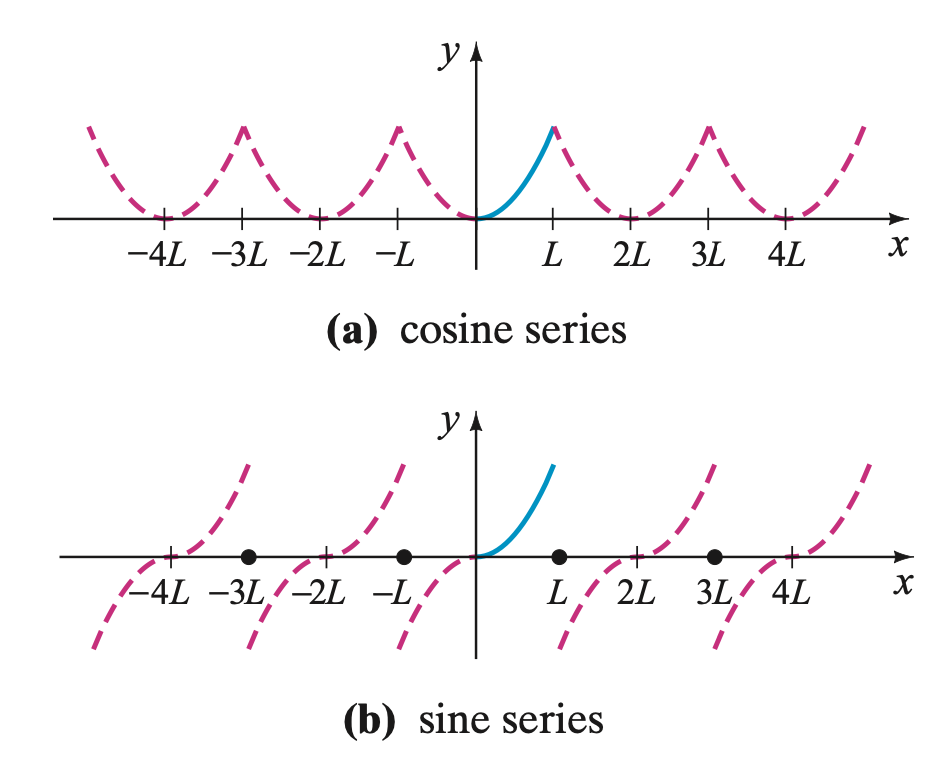 y
−4L −3L −2L −L L 2L 3L 4L x
(a) cosine series
y
−4L −3L −2L −L L 2L 3L 4L x
(b) sine series